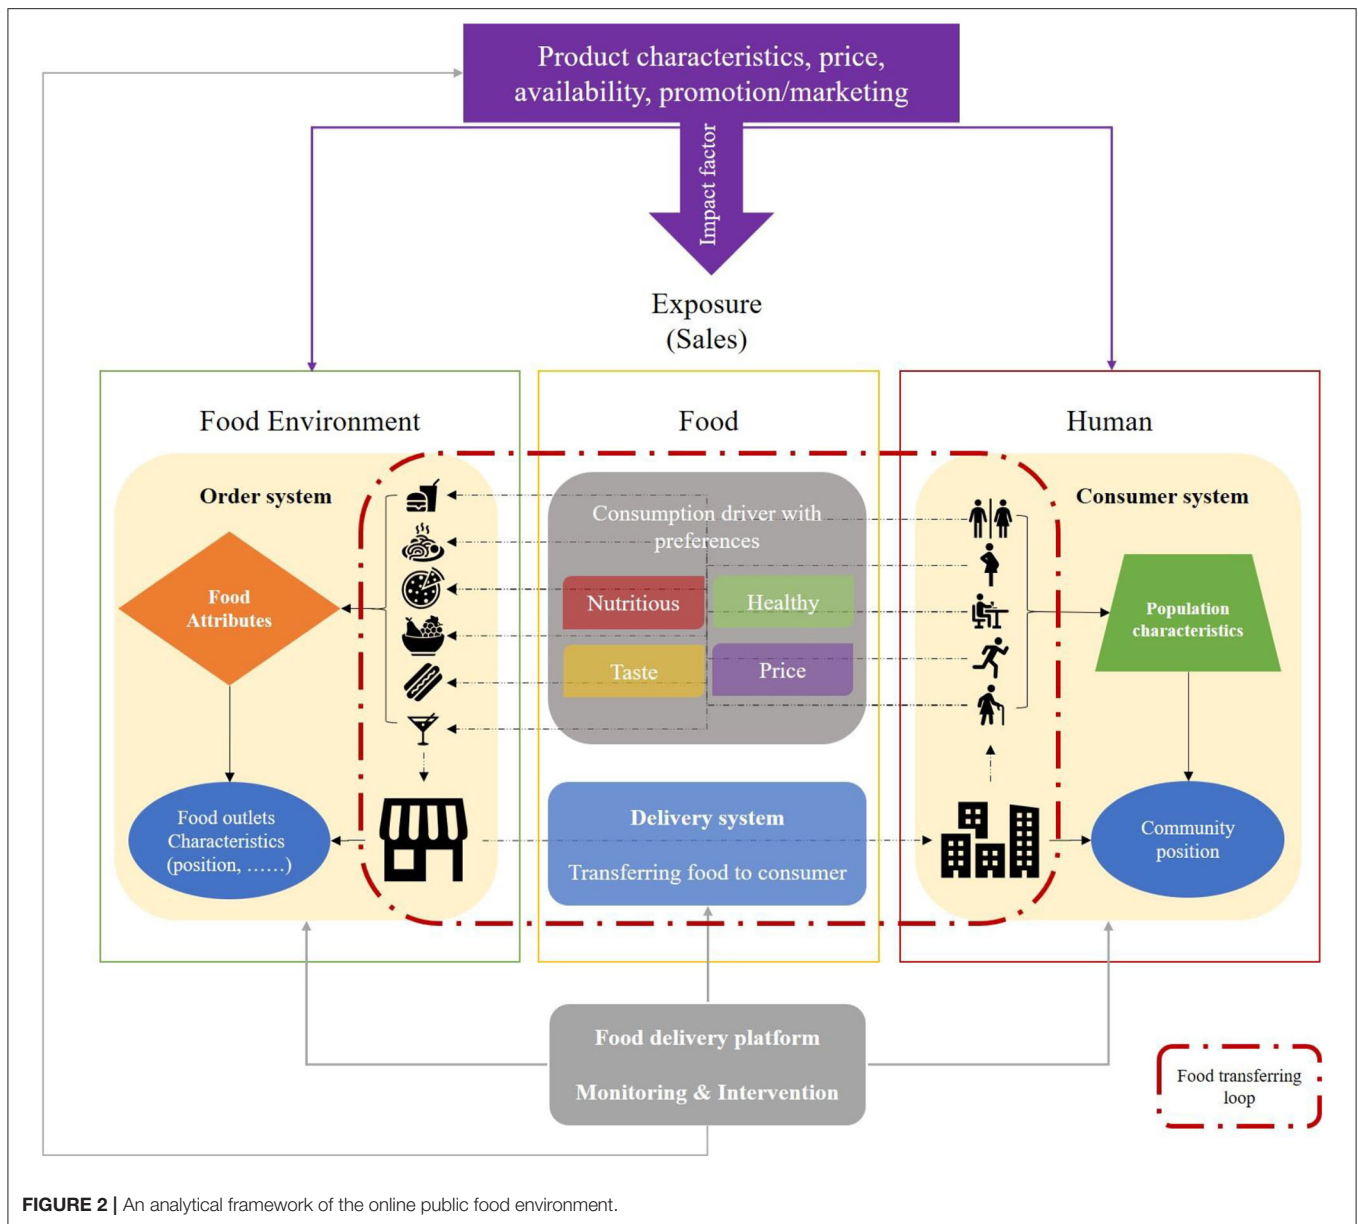 Product characteristics, price,
availability, promotion/marketing
Impact factor
Exposure
(Sales)
Food Environment
Food
Human
Order system
Consumption driver with
preferences
Consumer system
Food
Attributes
Nutritious
Healthy
Population
characteristics
Taste
Price
Food outlets
Characteristics
(position, ……)
Delivery system
Transferring food to consumer
Community
position
Food delivery platform
Monitoring & Intervention
Food transferring
loop
FIGURE 2 | An analytical framework of the online public food environment.